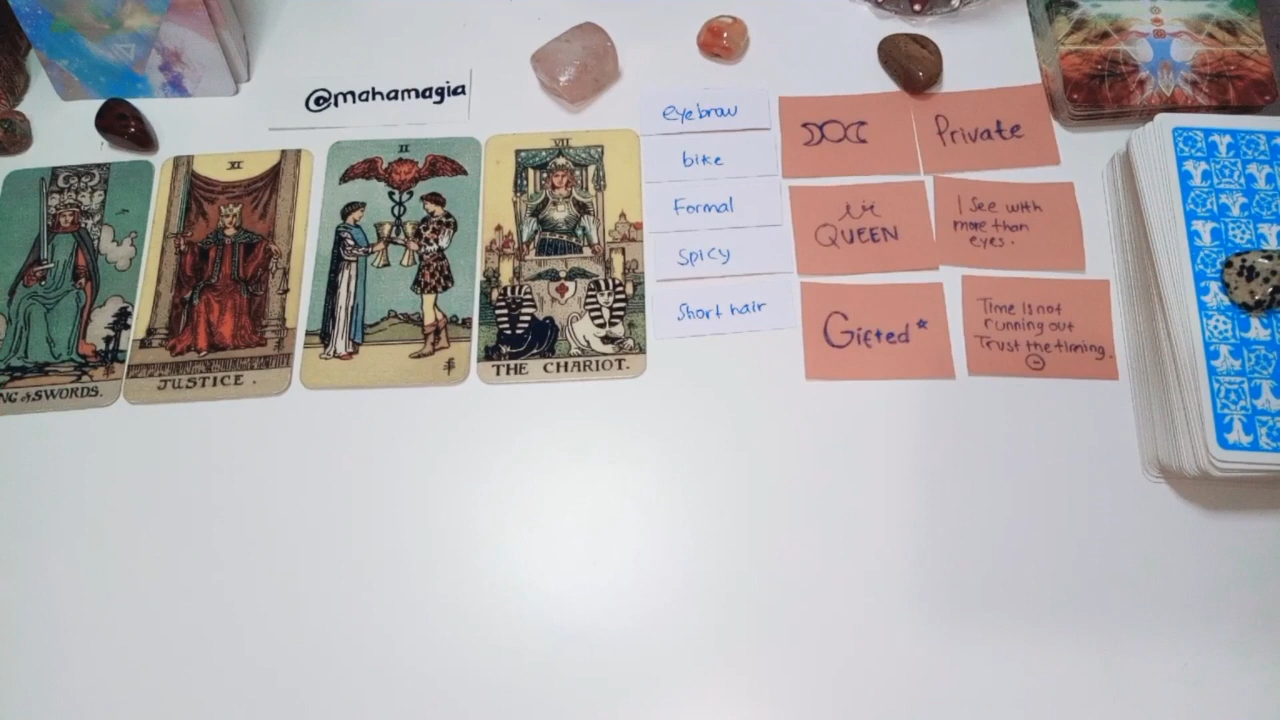 @mahamagia
NG of SWORDS.
XI
JUSTICE.
II
VII
THE CHARIOT.
eyebrow
bike
Formal
spicy
Short hair
Private
QUEEN
I See with
more than
eyes.
Gifted*
Time is not
running out
Trust the timing.